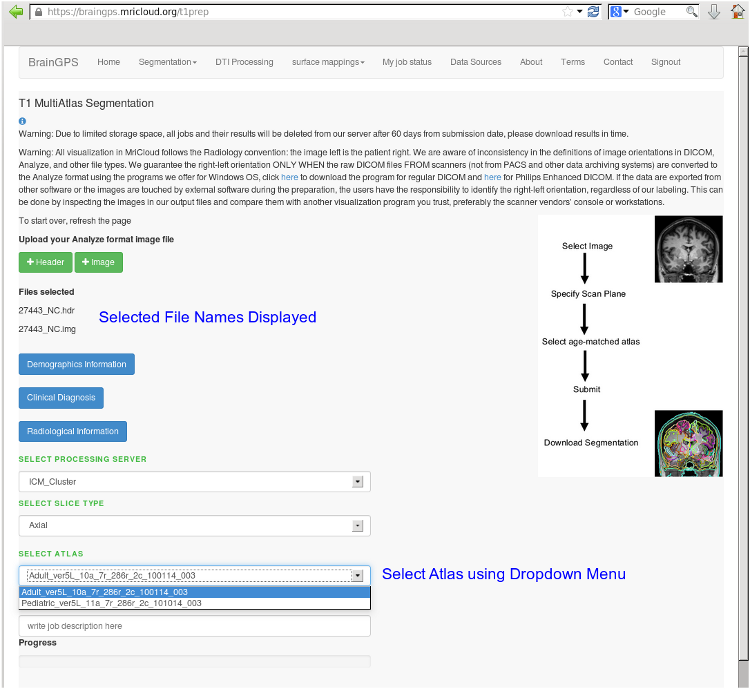 https://braingps.mricloud.org/t1prep
Google
BrainGPS Home Segmentation DTI Processing surface mappings My job status Data Sources About Terms Contact Signout
T1 MultiAtlas Segmentation
Warning: Due to limited storage space, all jobs and their results will be deleted from our server after 60 days from submission date, please download results in time.
Warning: All visualization in MriCloud follows the Radiology convention: the image left is the patient right. We are aware of inconsistency in the definitions of image orientations in DICOM,
Analyze, and other file types. We guarantee the right-left orientation ONLY WHEN the raw DICOM files FROM scanners (not from PACS and other data archiving systems) are converted to
the Analyze format using the programs we offer for Windows OS, click here to download the program for regular DICOM and here for Philips Enhanced DICOM. If the data are exported from
other software or the images are touched by external software during the preparation, the users have the responsibility to identify the right-left orientation, regardless of our labeling. This can
be done by inspecting the images in our output files and compare them with another visualization program you trust, preferably the scanner vendors' console or workstations.
To start over, refresh the page
Upload your Analyze format image file
+ Header + Image
Files selected
27443_NC.hdr
27443_NC.img
Selected File Names Displayed
Demographics Information
Clinical Diagnosis
Radiological Information
Select Image
Specify Scan Plane
Select age-matched atlas
Submit
Download Segmentation
SELECT PROCESSING SERVER
ICM_Cluster
SELECT SLICE TYPE
Axial
SELECT ATLAS
Adult_ver5L_10a_7r_286r_2c_100114_003
Select Atlas using Dropdown Menu
Adult_ver5L_10a_7r_286r_2c_100114_003
Pediatric_ver5L_11a_7r_286r_2c_101014_003
write job description here
Progress